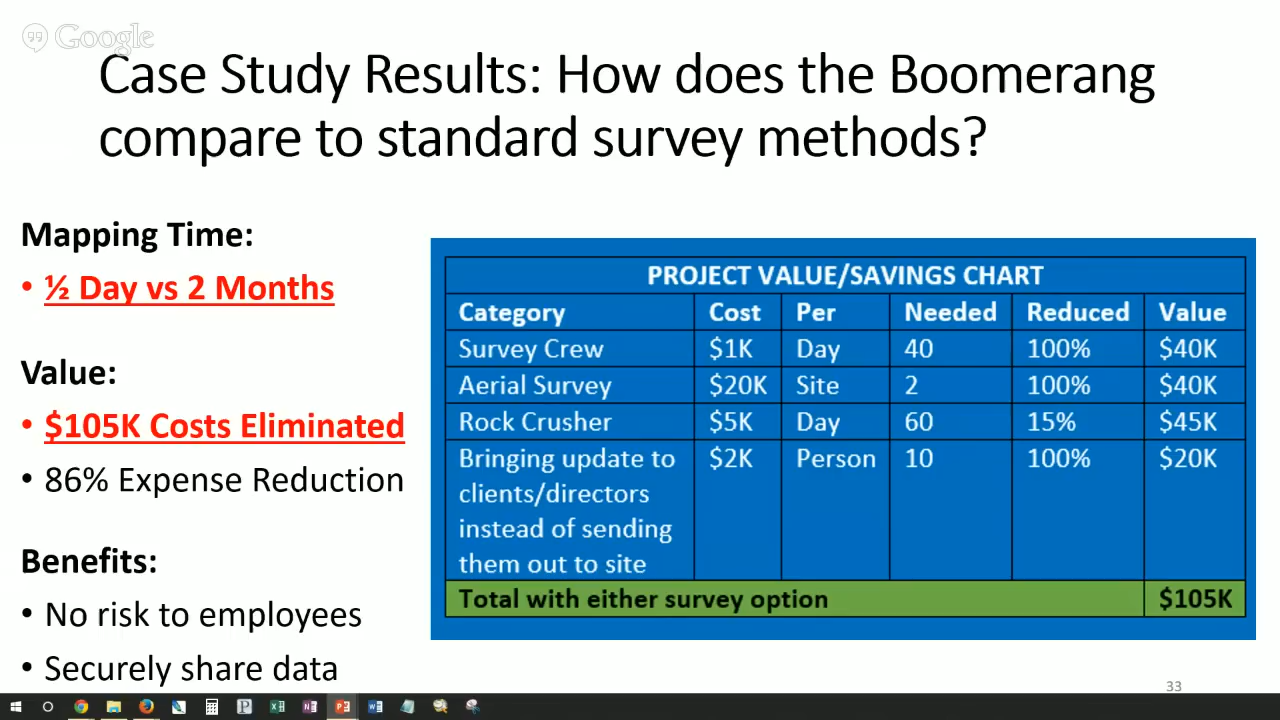 Google
Case Study Results: How does the Boomerang
compare to standard survey methods?
Mapping Time:
• ½ Day vs 2 Months
Value:
• $105K Costs Eliminated
• 86% Expense Reduction
Benefits:
• No risk to employees
• Securely share data
PROJECT VALUE/SAVINGS CHART
Category Cost Per Needed Reduced Value
Survey Crew $1K Day 40 100% $40K
Aerial Survey $20K Site 2 100% $40K
Rock Crusher $5K Day 60 15% $45K
Bringing update to $2K Person 10 100% $20K
clients/directors
instead of sending
them out to site
Total with either survey option $105K
33